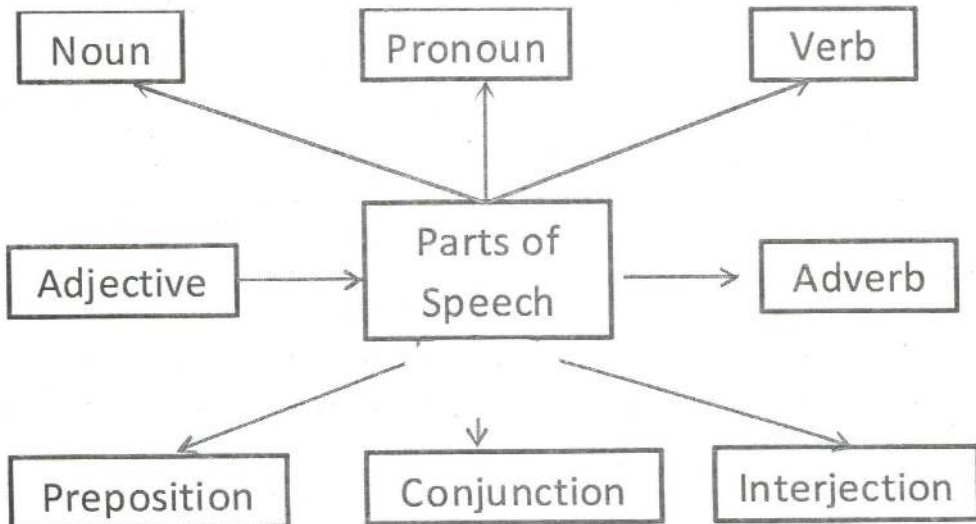 Noun
Pronoun
Verb
Adjective
Parts of
Speech
Adverb
Preposition
Conjunction
Interjection